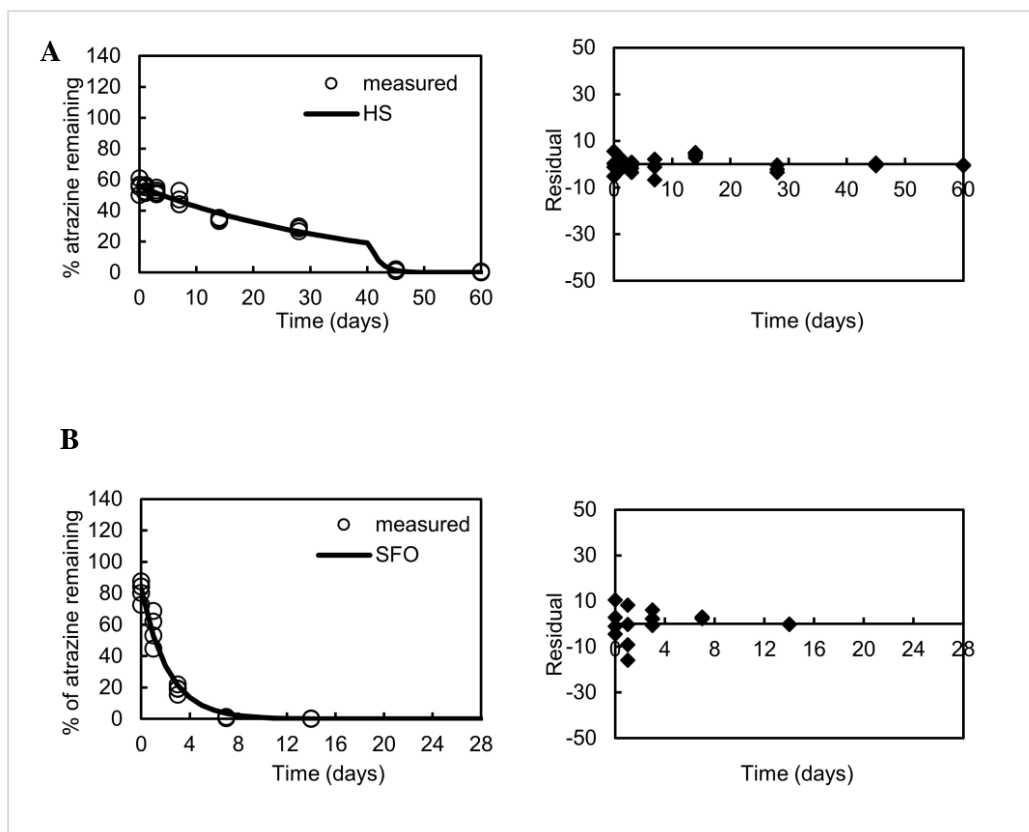 A
140
120
100
80
60
40
20
0
% atrazine remaining
measured
HS
0 10 20 30 40 50 60
Time (days)
50
30
10
-10
-30
-50
Residual
0 10 20 30 40 50 60
Time (days)
B
140
120
100
80
60
40
20
0
% of atrazine remaining
measured
SFO
0 4 8 12 16 20 24 28
Time (days)
50
30
10
-10
-30
-50
Residual
0 4 8 12 16 20 24 28
Time (days)